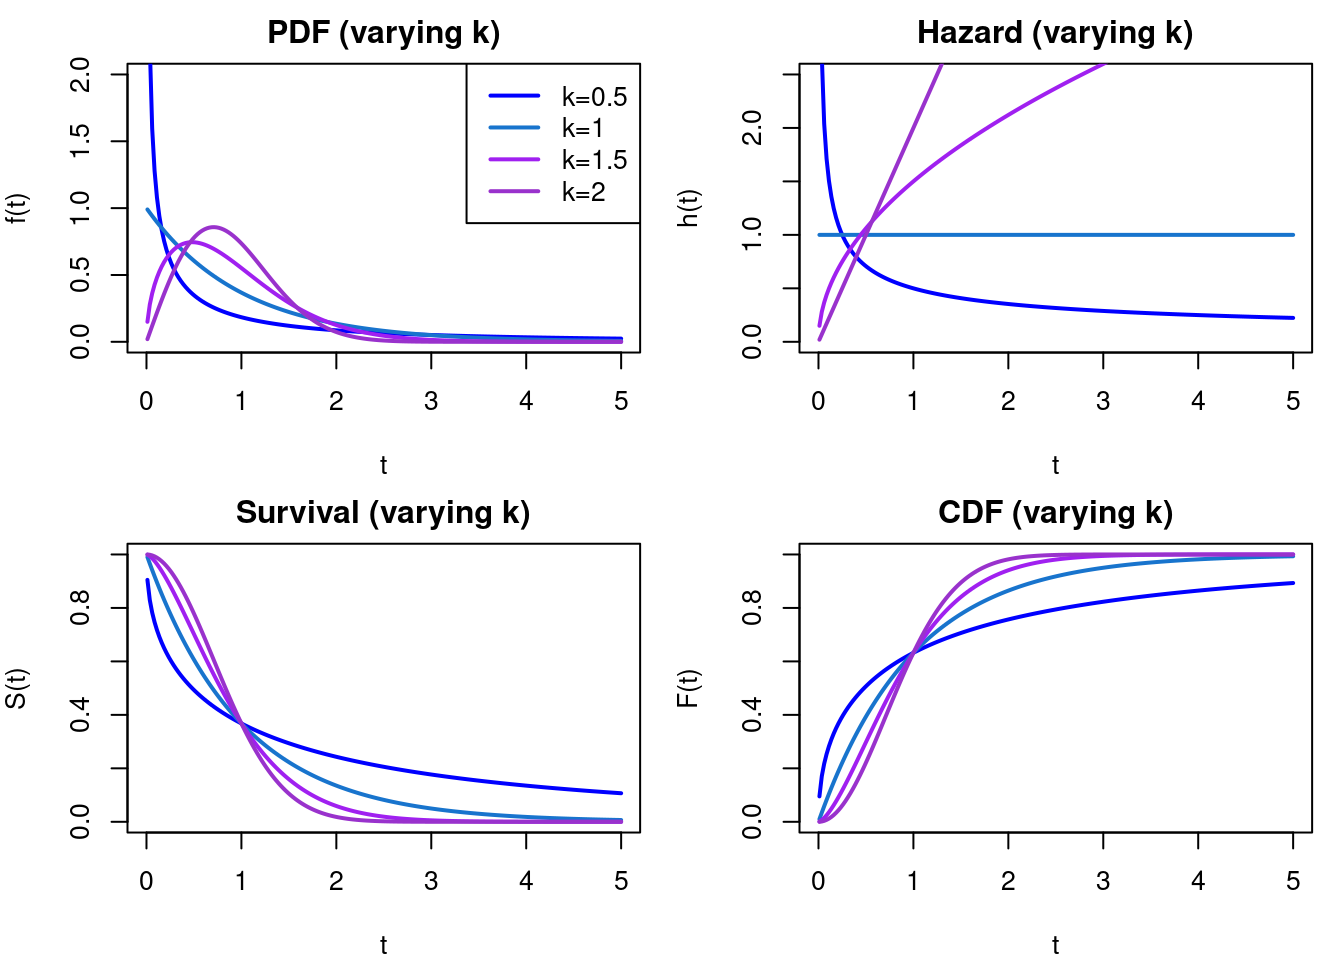 PDF (varying k)
f(t)
0.0 0.5 1.0 1.5 2.0
k=0.5
k=1
k=1.5
k=2
0 1 2 3 4 5
t
Hazard (varying k)
h(t)
0.0 1.0 2.0
0 1 2 3 4 5
t
Survival (varying k)
S(t)
0.0 0.4 0.8
0 1 2 3 4 5
t
CDF (varying k)
F(t)
0.0 0.4 0.8
0 1 2 3 4 5
t